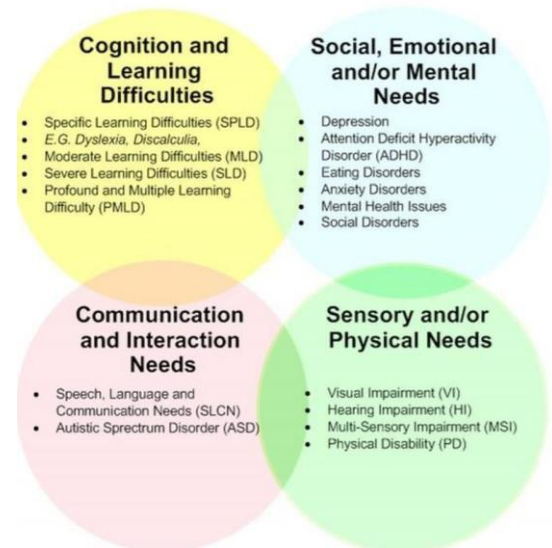 Cognition and
Learning
Difficulties
• Specific Learning Difficulties (SPLD)
• E.G. Dyslexia, Discalculia,
• Moderate Learning Difficulties (MLD)
• Severe Learning Difficulties (SLD)
• Profound and Multiple Learning
Difficulty (PMLD)
Social, Emotional
and/or Mental
Needs
• Depression
• Attention Deficit Hyperactivity
Disorder (ADHD)
• Eating Disorders
• Anxiety Disorders
• Mental Health Issues
• Social Disorders
Communication
and Interaction
Needs
• Speech, Language and
Communication Needs (SLCN)
• Autistic Sprectrum Disorder (ASD)
Sensory and/or
Physical Needs
• Visual Impairment (VI)
• Hearing Impairment (HI)
• Multi-Sensory Impairment (MSI)
• Physical Disability (PD)